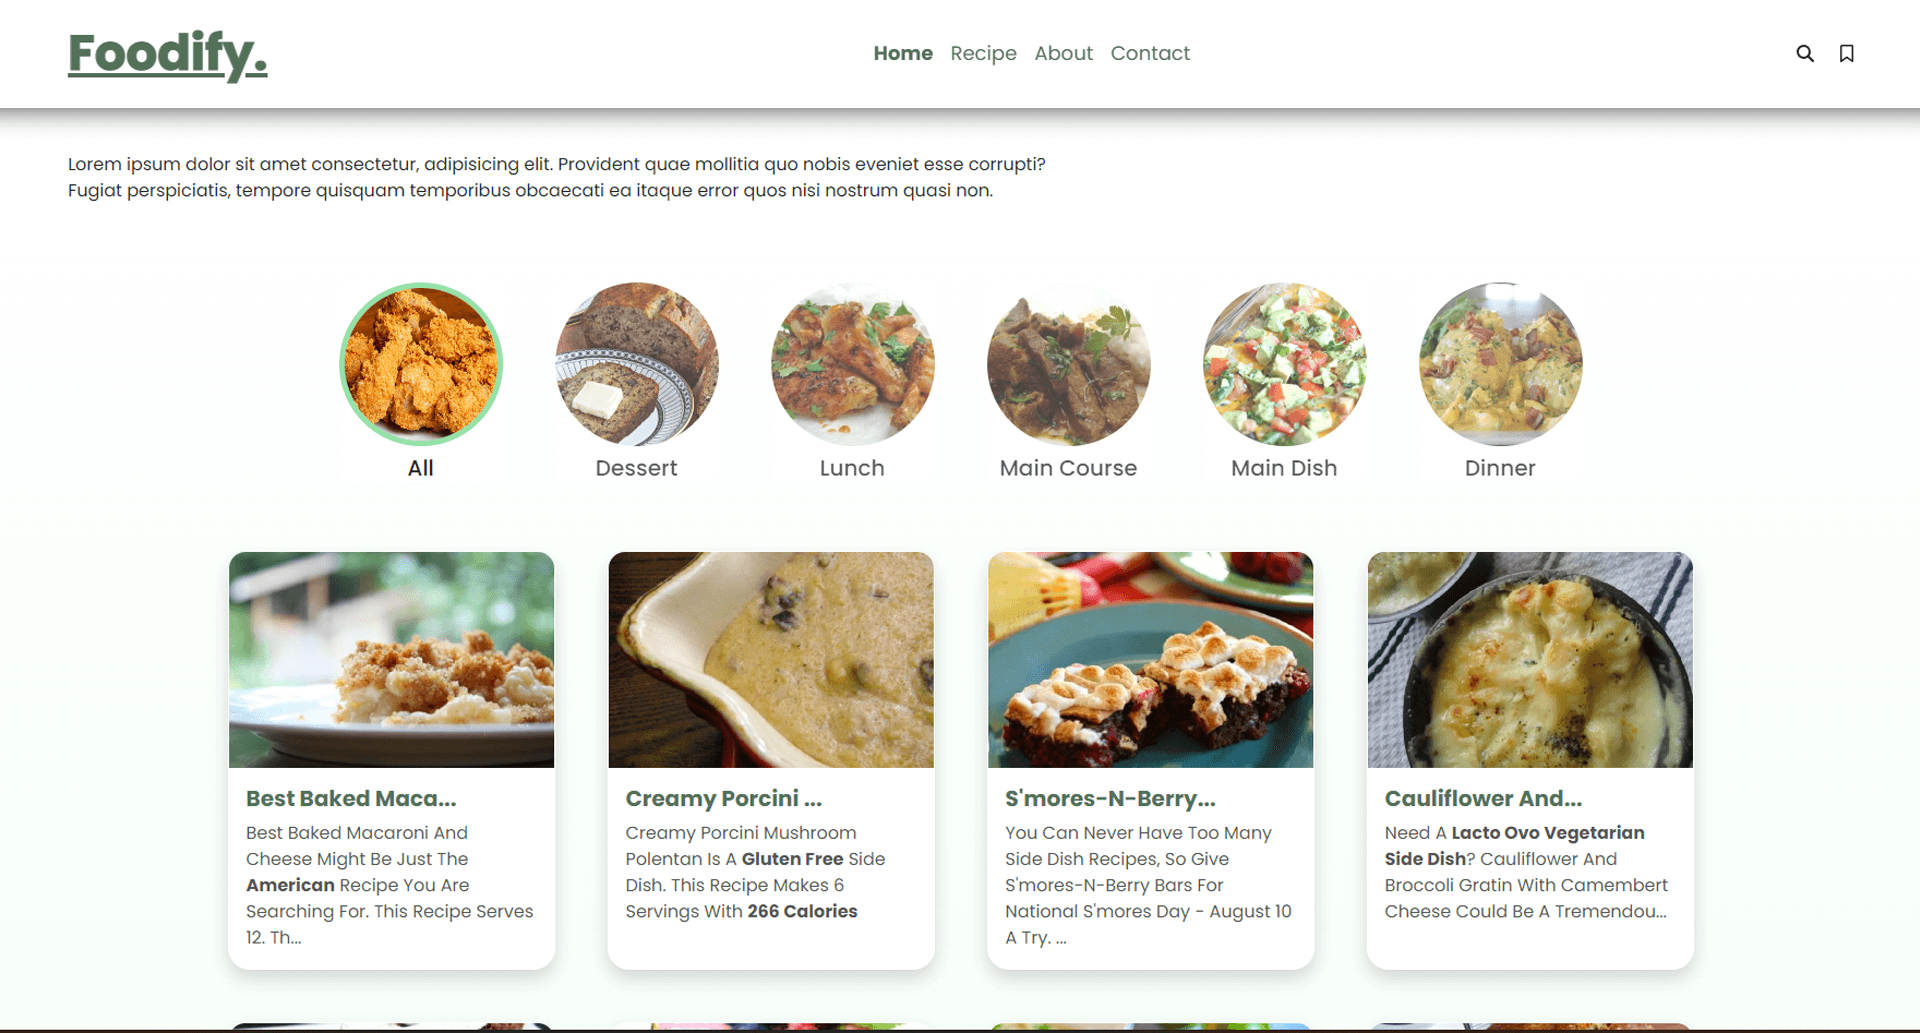 Foodify.
Home Recipe About Contact
Lorem ipsum dolor sit amet consectetur, adipisicing elit. Provident quae mollitia quo nobis eveniet esse corrupti?
Fugiat perspiciatis, tempore quisquam temporibus obcaecati ea itaque error quos nisi nostrum quasi non.
All
Dessert
Lunch
Main Course
Main Dish
Dinner
Best Baked Maca...
Best Baked Macaroni And
Cheese Might Be Just The
American Recipe You Are
Searching For. This Recipe Serves
12. Th...
Creamy Porcini ...
Creamy Porcini Mushroom
Polentan Is A Gluten Free Side
Dish. This Recipe Makes 6
Servings With 266 Calories
S'mores-N-Berry...
You Can Never Have Too Many
Side Dish Recipes, So Give
S'mores-N-Berry Bars For
National S'mores Day - August 10
A Try. ...
Cauliflower And...
Need A Lacto Ovo Vegetarian
Side Dish? Cauliflower And
Broccoli Gratin With Camembert
Cheese Could Be A Tremendou...